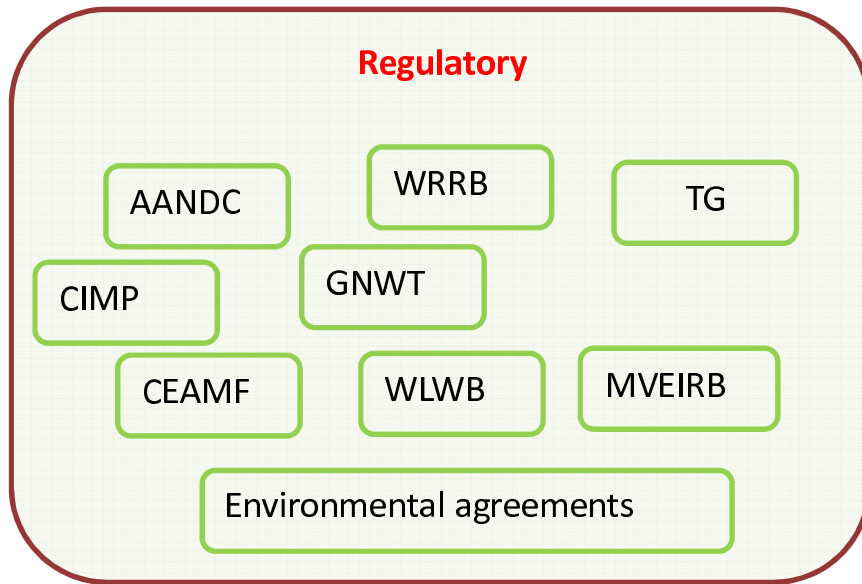 Regulatory
AANDC
WRRB
TG
CIMP
GNWT
CEAMF
WLWB
MVEIRB
Environmental agreements